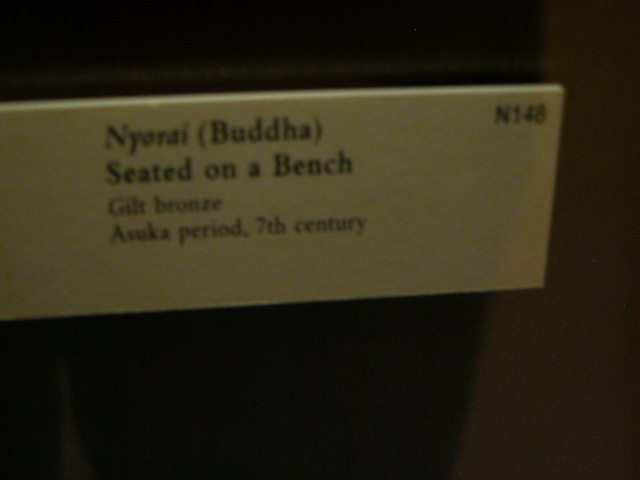 N148
Nyorai (Buddha)
Seated on a Bench
Gilt bronze
Asuka period, 7th century